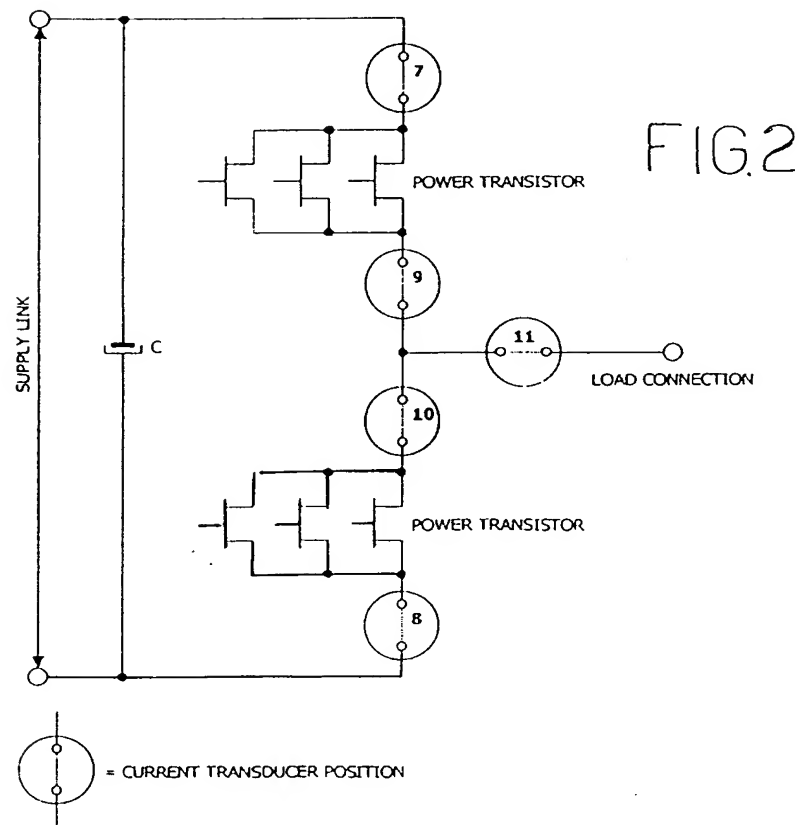 7
FIG.2
POWER TRANSISTOR
9
SUPPLY LINK
C
11
LOAD CONNECTION
10
POWER TRANSISTOR
8
= CURRENT TRANSDUCER POSITION